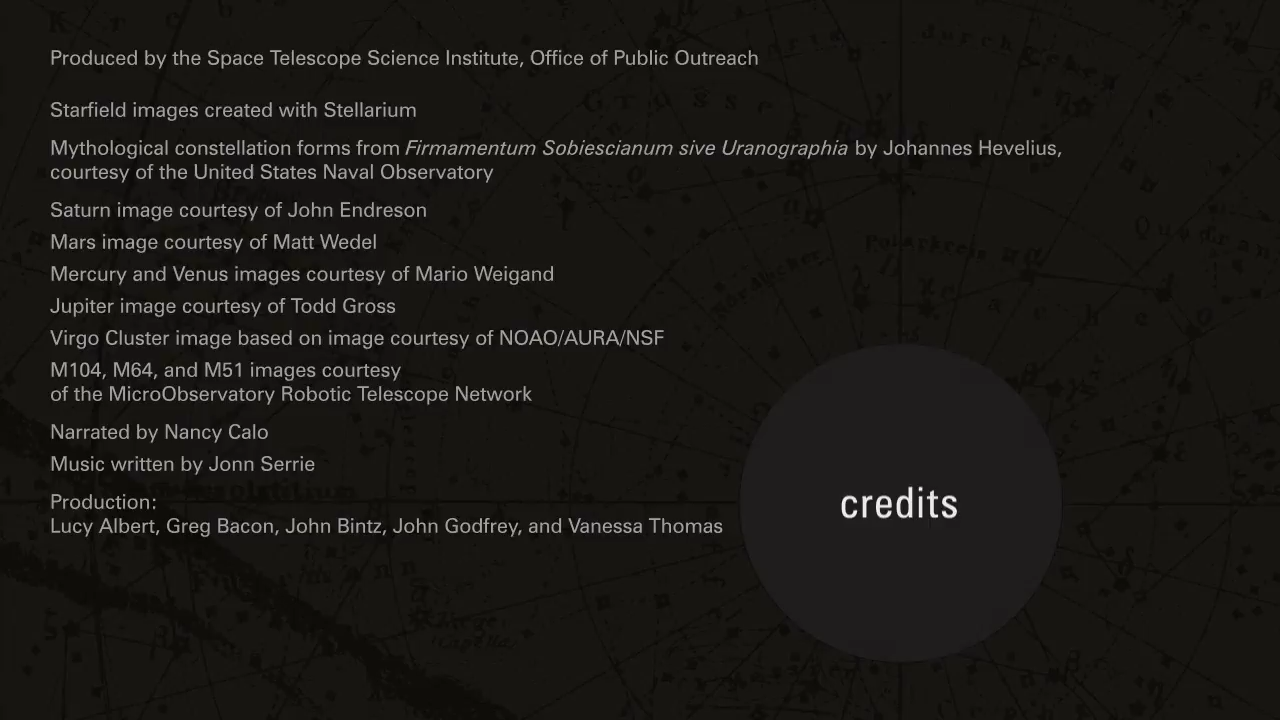 Produced by the Space Telescope Science Institute, Office of Public Outreach
Starfield images created with Stellarium
Mythological constellation forms from Firmamentum Sobiescianum sive Uranographia by Johannes Hevelius,
courtesy of the United States Naval Observatory
Saturn image courtesy of John Endreson
Mars image courtesy of Matt Wedel
Mercury and Venus images courtesy of Mario Weigand
Jupiter image courtesy of Todd Gross
Virgo Cluster image based on image courtesy of NOAO/AURA/NSF
M104, M64, and M51 images courtesy
of the MicroObservatory Robotic Telescope Network
Narrated by Nancy Calo
Music written by Jonn Serrie
Production:
Lucy Albert, Greg Bacon, John Bintz, John Godfrey, and Vanessa Thomas
credits